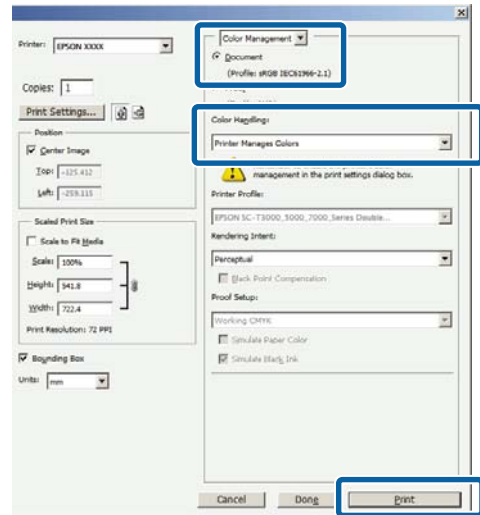 Printer: EPSON XXXX
Copies: 1
Print Settings...
Position
Center Image
Top: -125.412
Left: -259.115
Scaled Print Size
Scale to Fit Media
Scale: 100%
Height: 541.8
Width: 722.4
Print Resolution: 72 PPI
Bounding Box
Units: mm
Color Management
Document
(Profile: sRGB IEC61966-2.1)
Color Handling:
Printer Manages Colors
management in the print settings dialog box.
Printer Profile:
EPSON SC-T3000_5000_7000_Series Double...
Rendering Intent:
Perceptual
Black Point Compensation
Proof Setup:
Working CMYK
Simulate Paper Color
Simulate Black Ink
Cancel
Done
Print